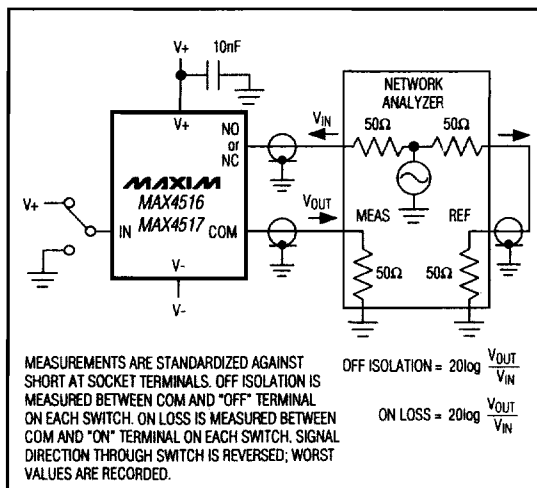 V+
10nF
V+
NO
or
NC
MAXIM
MAX4516
MAX4517
IN
COM
V-
V-
V+
VIN
VOUT
NETWORK
ANALYZER
50Ω
50Ω
MEAS
REF
50Ω
50Ω
MEASUREMENTS ARE STANDARDIZED AGAINST
SHORT AT SOCKET TERMINALS. OFF ISOLATION IS
MEASURED BETWEEN COM AND "OFF" TERMINAL
ON EACH SWITCH. ON LOSS IS MEASURED BETWEEN
COM AND "ON" TERMINAL ON EACH SWITCH. SIGNAL
DIRECTION THROUGH SWITCH IS REVERSED; WORST
VALUES ARE RECORDED.
OFF ISOLATION = 20log VOUT/VIN
ON LOSS = 20log VOUT/VIN